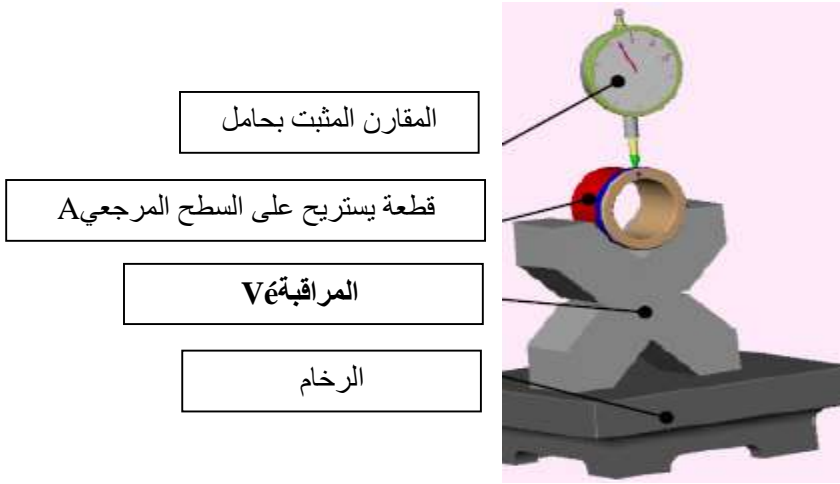 المقارن المثبت بحامل
قطعة يستريح على السطح المرجعيA
المراقبةVé
الرخام